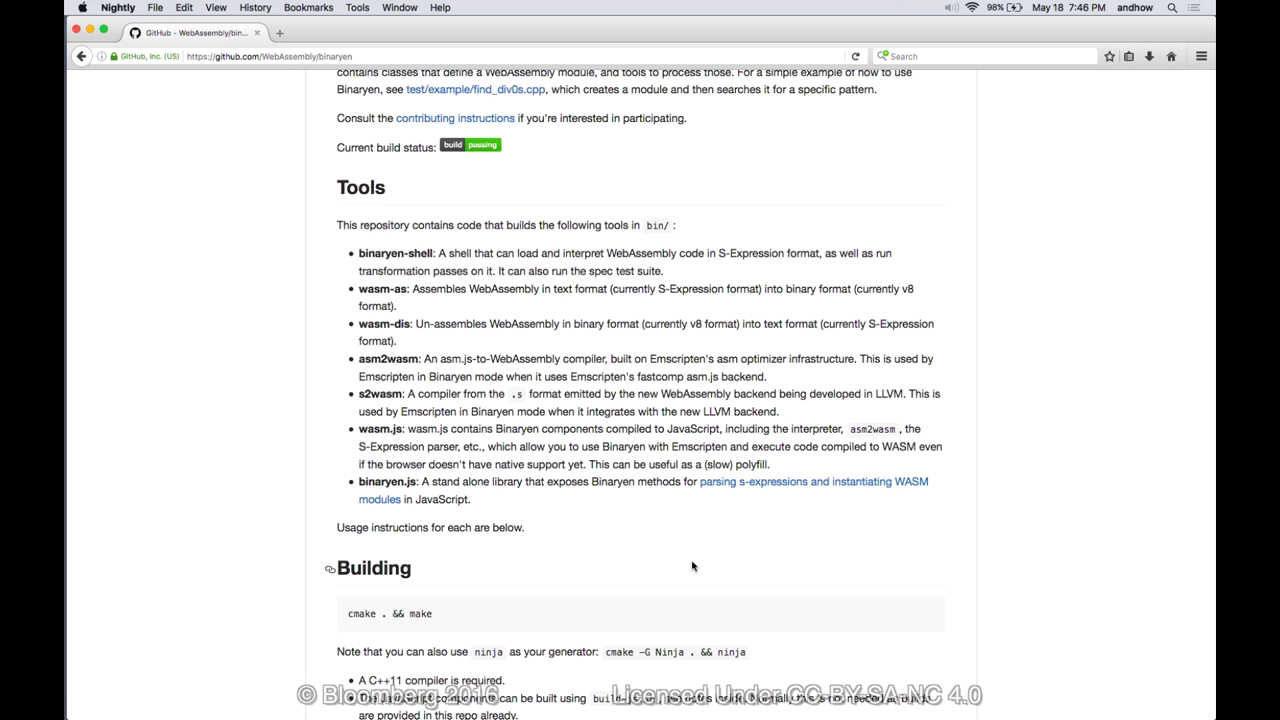 Nightly File Edit View History Bookmarks Tools Window Help 98% May 18 7:46 PM andhow
GitHub - WebAssembly/bin...
GitHub, Inc. (US) https://github.com/WebAssembly/binaryen Search
contains classes that define a WebAssembly module, and tools to process those. For a simple example of how to use
Binaryen, see test/example/find_div0s.cpp, which creates a module and then searches it for a specific pattern.
Consult the contributing instructions if you're interested in participating.
Current build status: build passing
Tools
This repository contains code that builds the following tools in bin/ :
• binaryen-shell: A shell that can load and interpret WebAssembly code in S-Expression format, as well as run
transformation passes on it. It can also run the spec test suite.
• wasm-as: Assembles WebAssembly in text format (currently S-Expression format) into binary format (currently v8
format).
• wasm-dis: Un-assembles WebAssembly in binary format (currently v8 format) into text format (currently S-Expression
format).
• asm2wasm: An asm.js-to-WebAssembly compiler, built on Emscripten's asm optimizer infrastructure. This is used by
Emscripten in Binaryen mode when it uses Emscripten's fastcomp asm.js backend.
• s2wasm: A compiler from the .s format emitted by the new WebAssembly backend being developed in LLVM. This is
used by Emscripten in Binaryen mode when it integrates with the new LLVM backend.
• wasm.js: wasm.js contains Binaryen components compiled to JavaScript, including the interpreter, asm2wasm , the
S-Expression parser, etc., which allow you to use Binaryen with Emscripten and execute code compiled to WASM even
if the browser doesn't have native support yet. This can be useful as a (slow) polyfill.
• binaryen.js: A stand alone library that exposes Binaryen methods for parsing s-expressions and instantiating WASM
modules in JavaScript.
Usage instructions for each are below.
Building
cmake . && make
Note that you can also use ninja as your generator: cmake -G Ninja . && ninja
• A C++11 compiler is required.
• The JavaScript components can be built using
are provided in this repo already.
© Bloomberg 2016 Licensed Under CC-BY-SA-NC 4.0